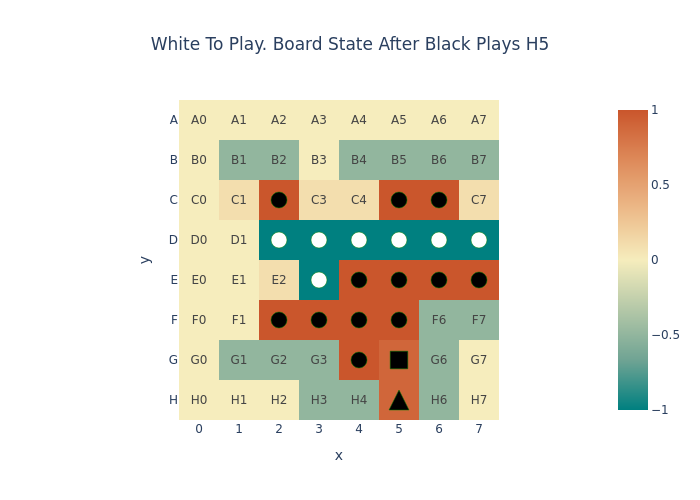 White To Play. Board State After Black Plays H5
A A0 A1 A2 A3 A4 A5 A6 A7
B B0 B1 B2 B3 B4 B5 B6 B7
C C0 C1 C3 C4 C7
D D0 D1
E E0 E1 E2
F F0 F1 F6 F7
G G0 G1 G2 G3 G6 G7
H H0 H1 H2 H3 H4 H6 H7
0 1 2 3 4 5 6 7
x
y
1
0.5
0
−0.5
−1